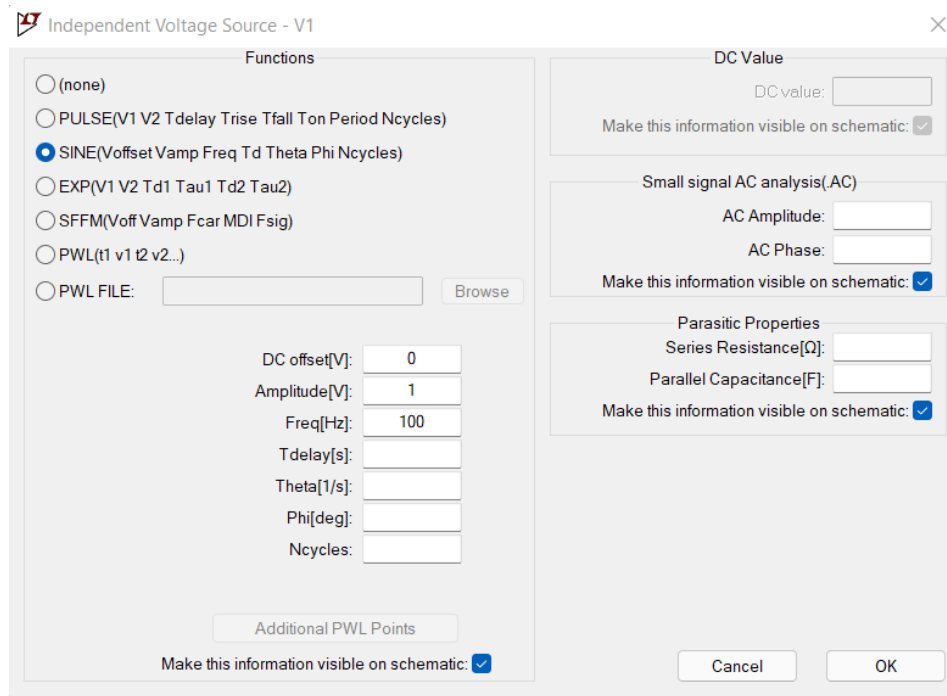 Independent Voltage Source - V1
Functions
(none)
PULSE(V1 V2 Tdelay Trise Tfall Ton Period Ncycles)
SINE(Voffset Vamp Freq Td Theta Phi Ncycles)
EXP(V1 V2 Td1 Tau1 Td2 Tau2)
SFFM(Voff Vamp Fcar MDI Fsig)
PWL(t1 v1 t2 v2...)
PWL FILE: Browse
DC offset[V]: 0
Amplitude[V]: 1
Freq[Hz]: 100
Tdelay[s]:
Theta[1/s]:
Phi[deg]:
Ncycles:
Additional PWL Points
Make this information visible on schematic:
DC Value
DC value:
Make this information visible on schematic:
Small signal AC analysis(.AC)
AC Amplitude:
AC Phase:
Make this information visible on schematic:
Parasitic Properties
Series Resistance[Ω]:
Parallel Capacitance[F]:
Make this information visible on schematic:
Cancel OK